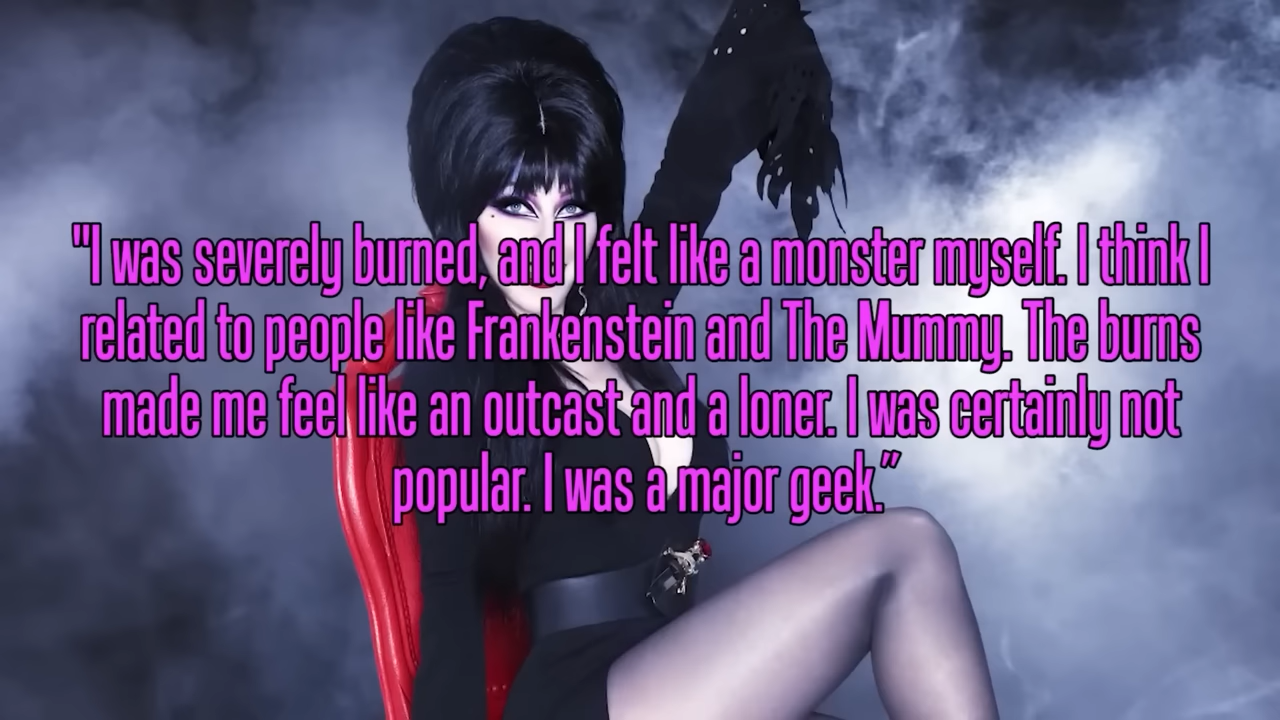 "I was severely burned, and I felt like a monster myself. I think I
related to people like Frankenstein and The Mummy. The burns
made me feel like an outcast and a loner. I was certainly not
popular. I was a major geek.”